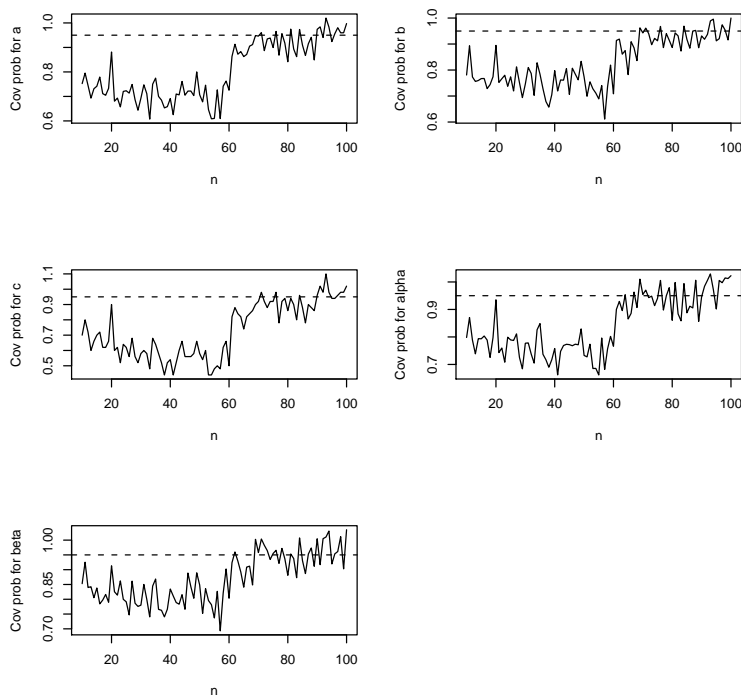 Cov prob for a
0.6 0.8 1.0
20 40 60 80 100
n
Cov prob for b
0.6 0.8 1.0
20 40 60 80 100
n
Cov prob for c
0.5 0.7 0.9 1.1
20 40 60 80 100
n
Cov prob for alpha
0.7 0.9
20 40 60 80 100
n
Cov prob for beta
0.70 0.85 1.00
20 40 60 80 100
n